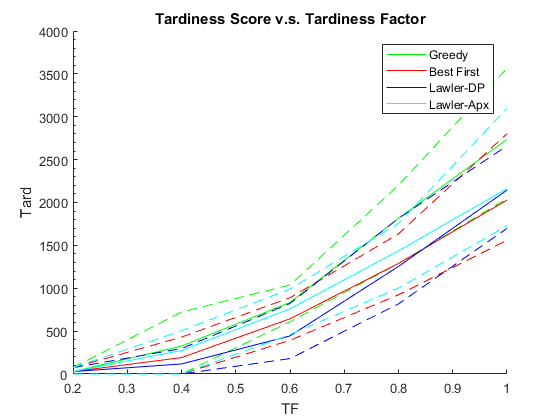 Tardiness Score v.s. Tardiness Factor
4000
3500
3000
2500
2000
1500
1000
500
0
Tard
Greedy
Best First
Lawler-DP
Lawler-Apx
0.2 0.3 0.4 0.5 0.6 0.7 0.8 0.9 1
TF